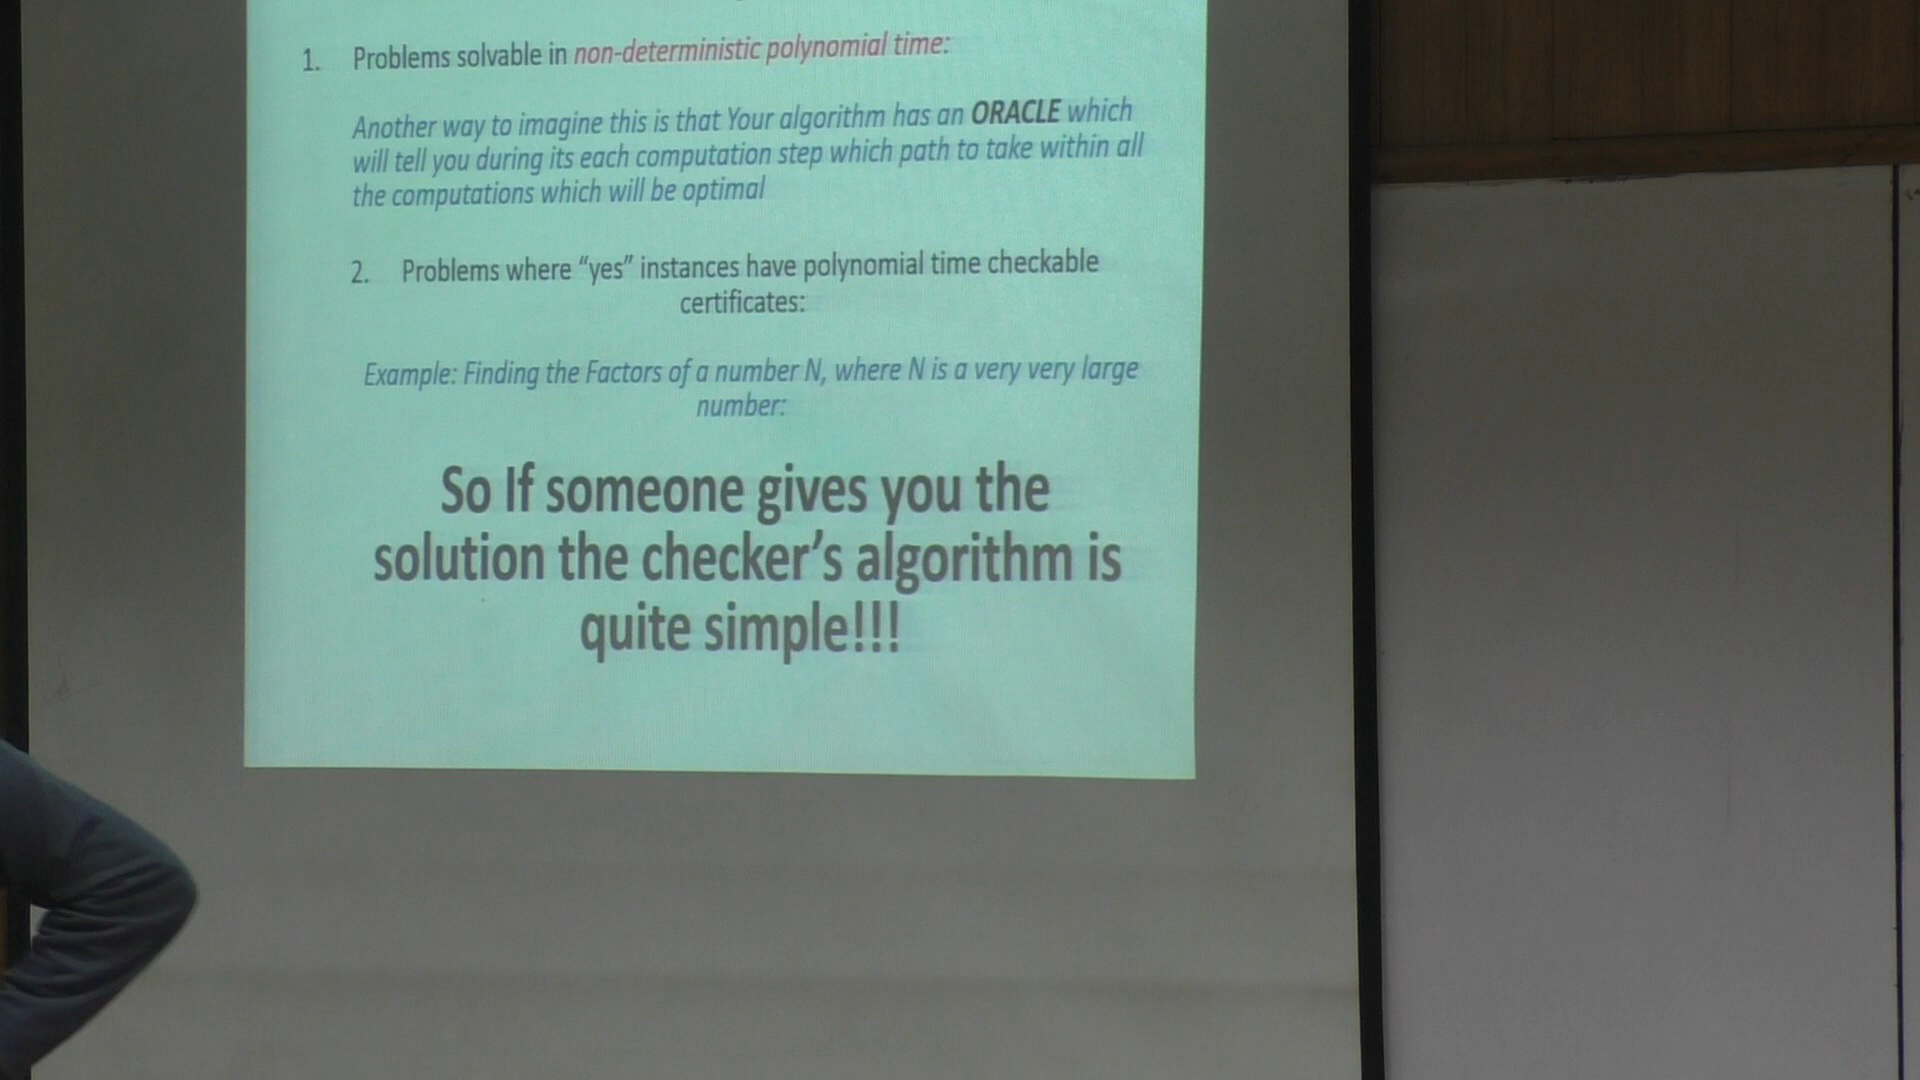 1. Problems solvable in non-deterministic polynomial time:
Another way to imagine this is that Your algorithm has an ORACLE which
will tell you during its each computation step which path to take within all
the computations which will be optimal
2. Problems where “yes” instances have polynomial time checkable
certificates:
Example: Finding the Factors of a number N, where N is a very very large
number:
So If someone gives you the
solution the checker’s algorithm is
quite simple!!!